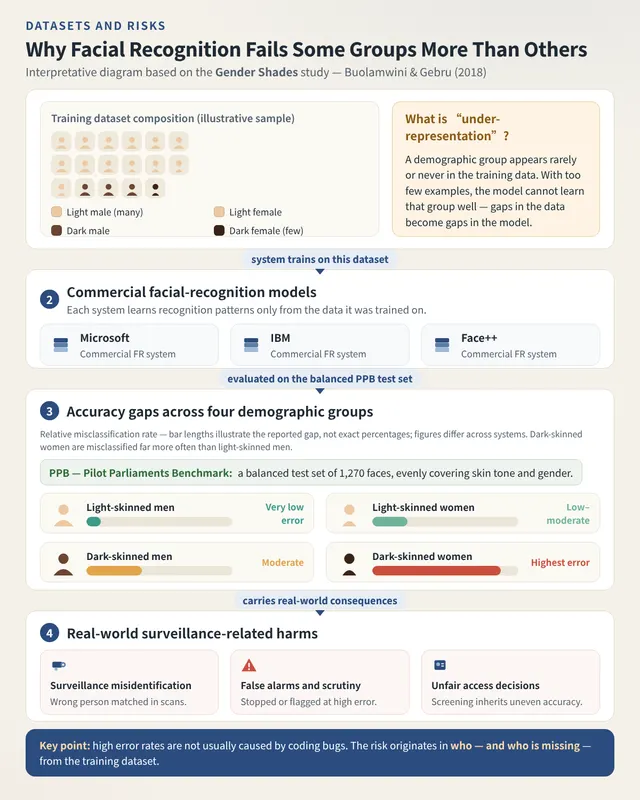 DATASETS AND RISKS
Why Facial Recognition Fails Some Groups More Than Others
Interpretative diagram based on the Gender Shades study — Buolamwini & Gebru (2018)
Training dataset composition (illustrative sample)
Light male (many)
Light female
Dark male
Dark female (few)
What is “under-
representation” ?
A demographic group appears rarely
or never in the training data. With too
few examples, the model cannot learn
that group well — gaps in the data
become gaps in the model.
system trains on this dataset
2
Commercial facial-recognition models
Each system learns recognition patterns only from the data it was trained on.
Microsoft
Commercial FR system
IBM
Commercial FR system
Face++
Commercial FR system
evaluated on the balanced PPB test set
3
Accuracy gaps across four demographic groups
Relative misclassification rate — bar lengths illustrate the reported gap, not exact percentages; figures differ across systems. Dark-skinned
women are misclassified far more often than light-skinned men.
PPB — Pilot Parliaments Benchmark: a balanced test set of 1,270 faces, evenly covering skin tone and gender.
Light-skinned men
Very low
error
Light-skinned women
Low–
moderate
Dark-skinned men
Moderate
Dark-skinned women
Highest error
carries real-world consequences
4
Real-world surveillance-related harms
Surveillance misidentification
Wrong person matched in scans.
False alarms and scrutiny
Stopped or flagged at high error.
Unfair access decisions
Screening inherits uneven accuracy.
Key point: high error rates are not usually caused by coding bugs. The risk originates in who — and who is missing —
from the training dataset.